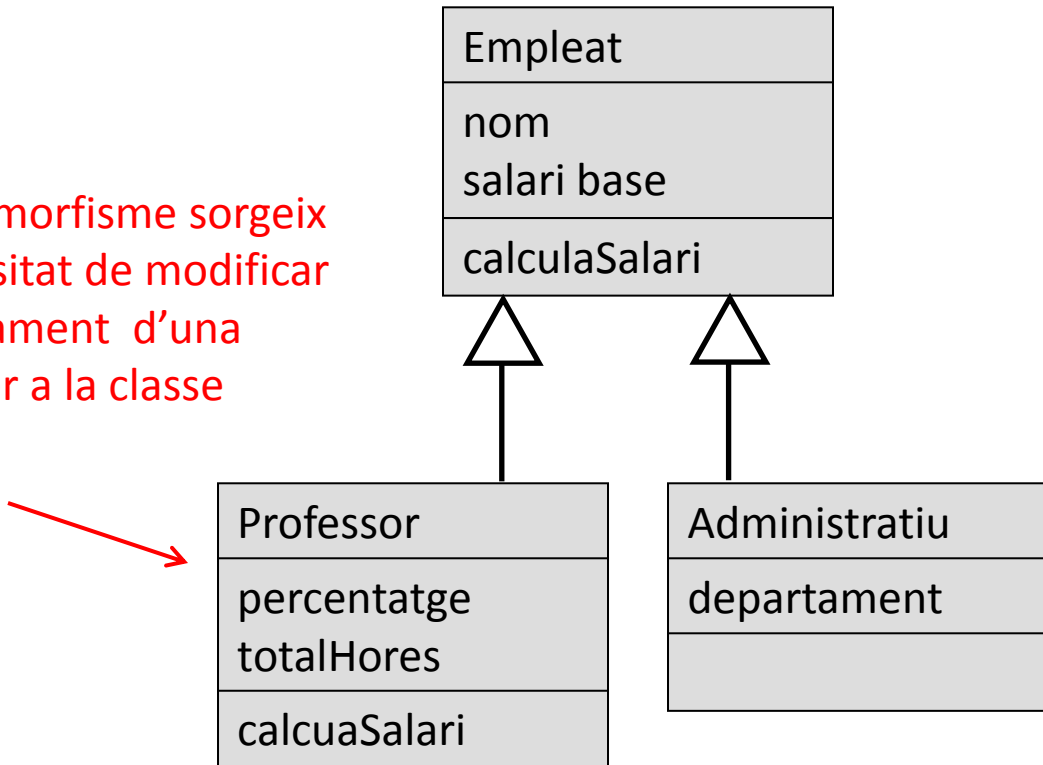 Empleat
nom
salari base
calculaSalari
morfisme sorgeix
sitat de modificar
ament d’una
r a la classe
Professor
percentatge
totalHores
calcuaSalari
Administratiu
departament